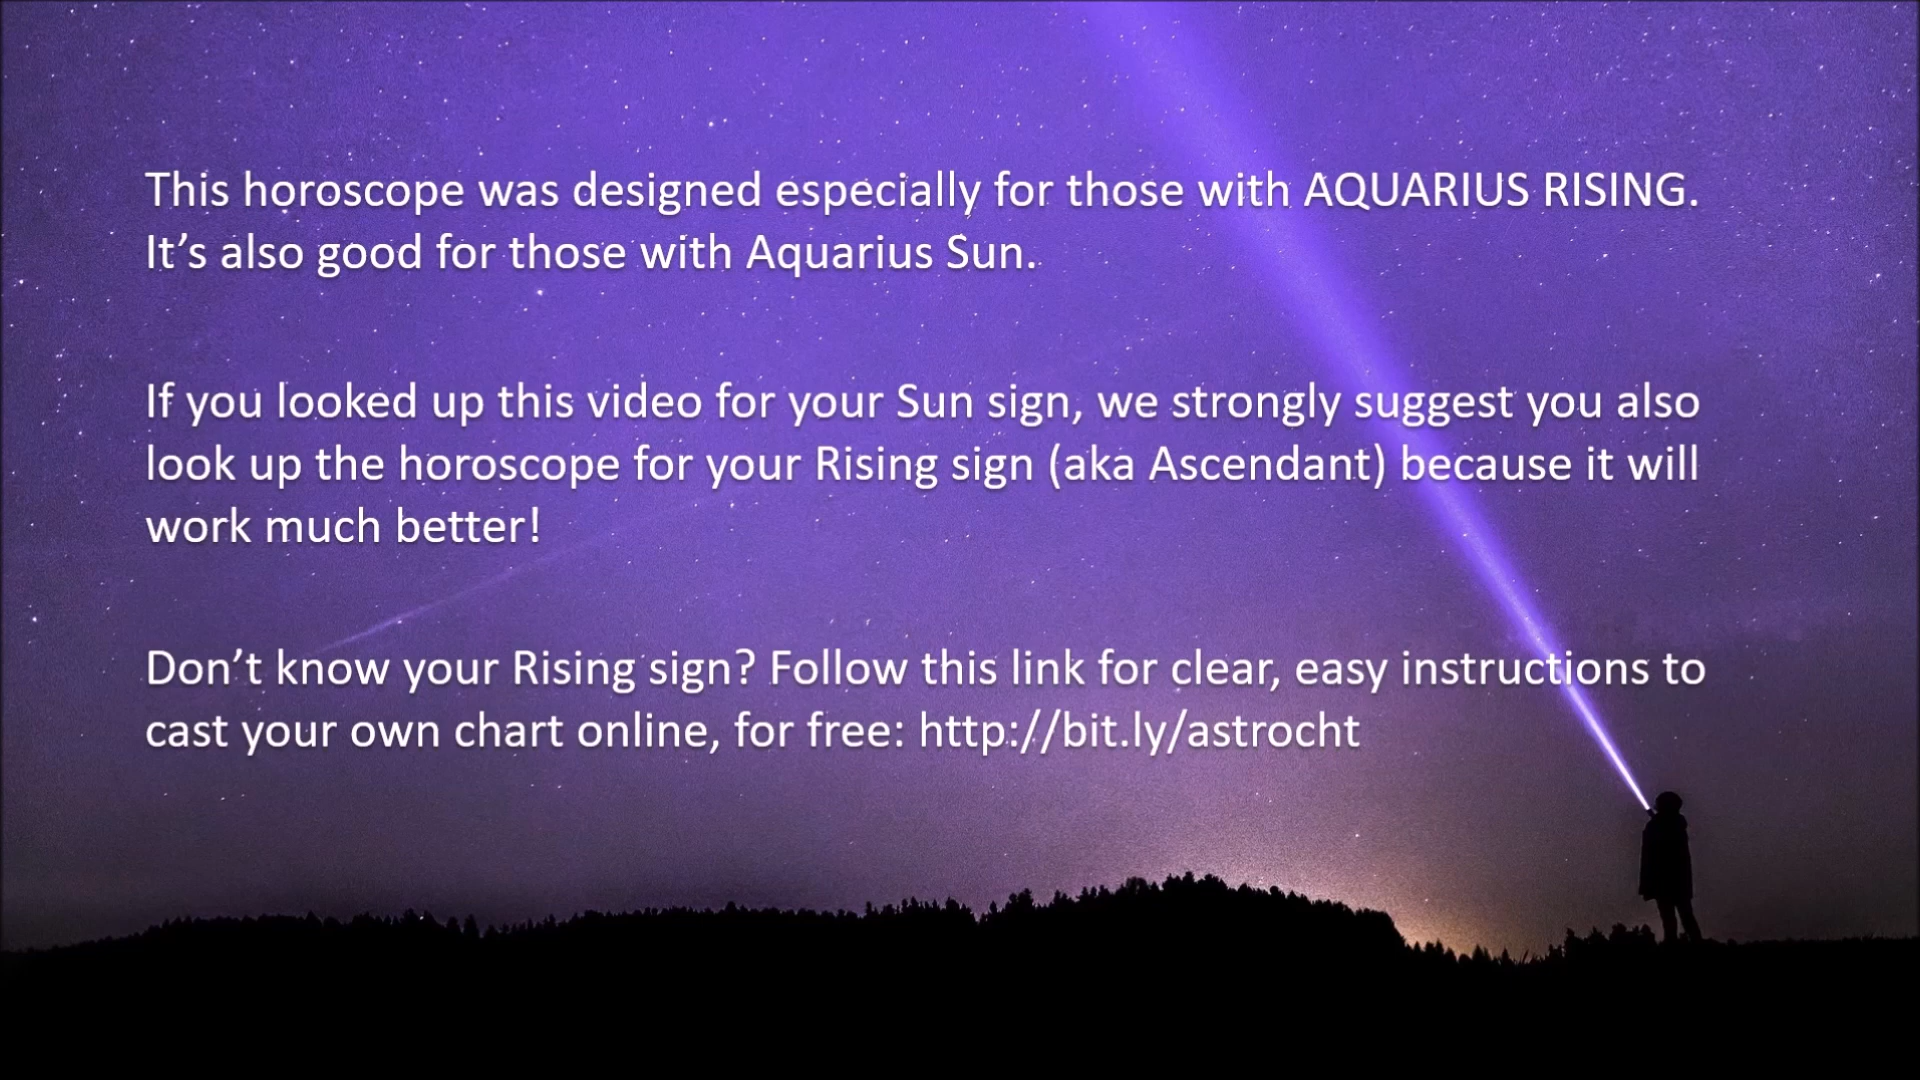 This horoscope was designed especially for those with AQUARIUS RISING.
It’s also good for those with Aquarius Sun.
If you looked up this video for your Sun sign, we strongly suggest you also
look up the horoscope for your Rising sign (aka Ascendant) because it will
work much better!
Don’t know your Rising sign? Follow this link for clear, easy instructions to
cast your own chart online, for free: http://bit.ly/astrocht